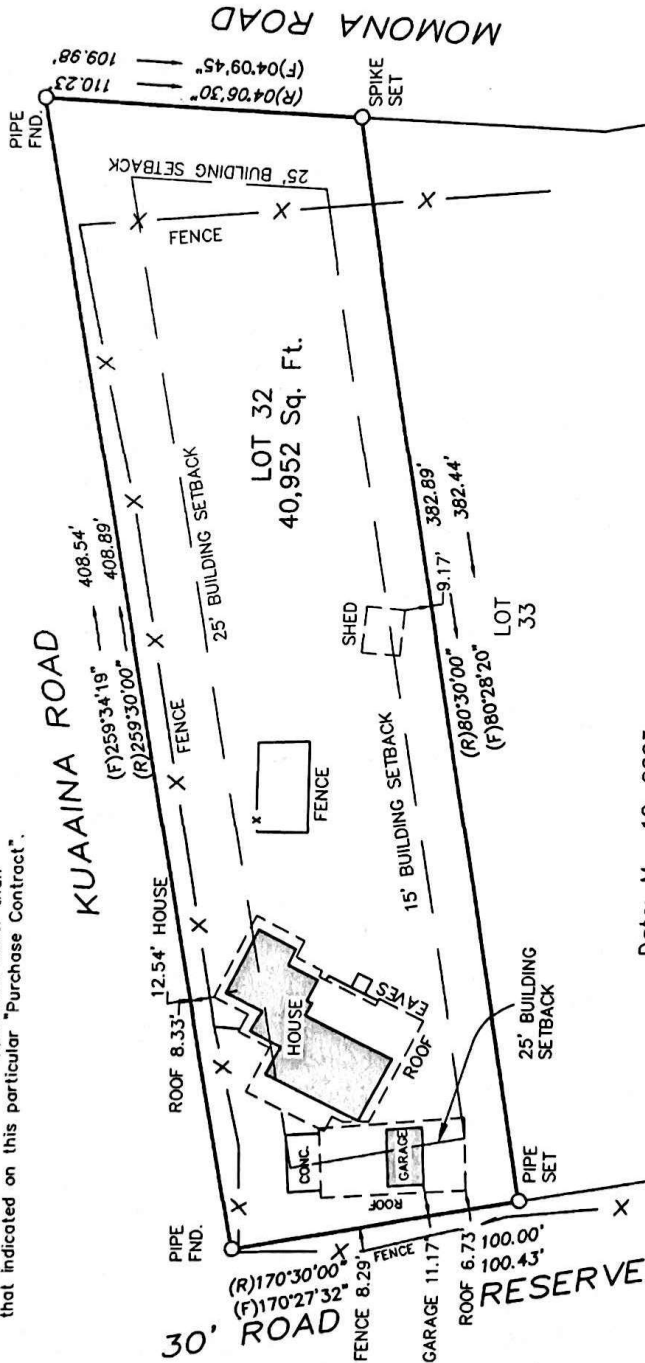 that indicated on this particular "Purchase Contract".
KUAAINA ROAD
MOMONA ROAD
PIPE
FND.
110.23'
109.98'
(R)04°06'30"
(F)04°09'45"
SPIKE
SET
25' BUILDING SETBACK
FENCE
408.54'
408.89'
(F)259°34'19"
(R)259°30'00"
FENCE
25' BUILDING SETBACK
LOT 32
40,952 Sq. Ft.
12.54' HOUSE
ROOF 8.33'
HOUSE
EAVES
ROOF
FENCE
SHED
9.17'
15' BUILDING SETBACK
382.89'
382.44'
(R)80°30'00"
(F)80°28'20"
LOT
33
25' BUILDING
SETBACK
CONC.
GARAGE
ROOF
PIPE
FND.
PIPE
SET
(R)170°30'00"
(F)170°27'32"
FENCE
FENCE 8.29'
GARAGE 11.17'
ROOF 6.73'
100.00'
100.43'
30' ROAD RESERVE